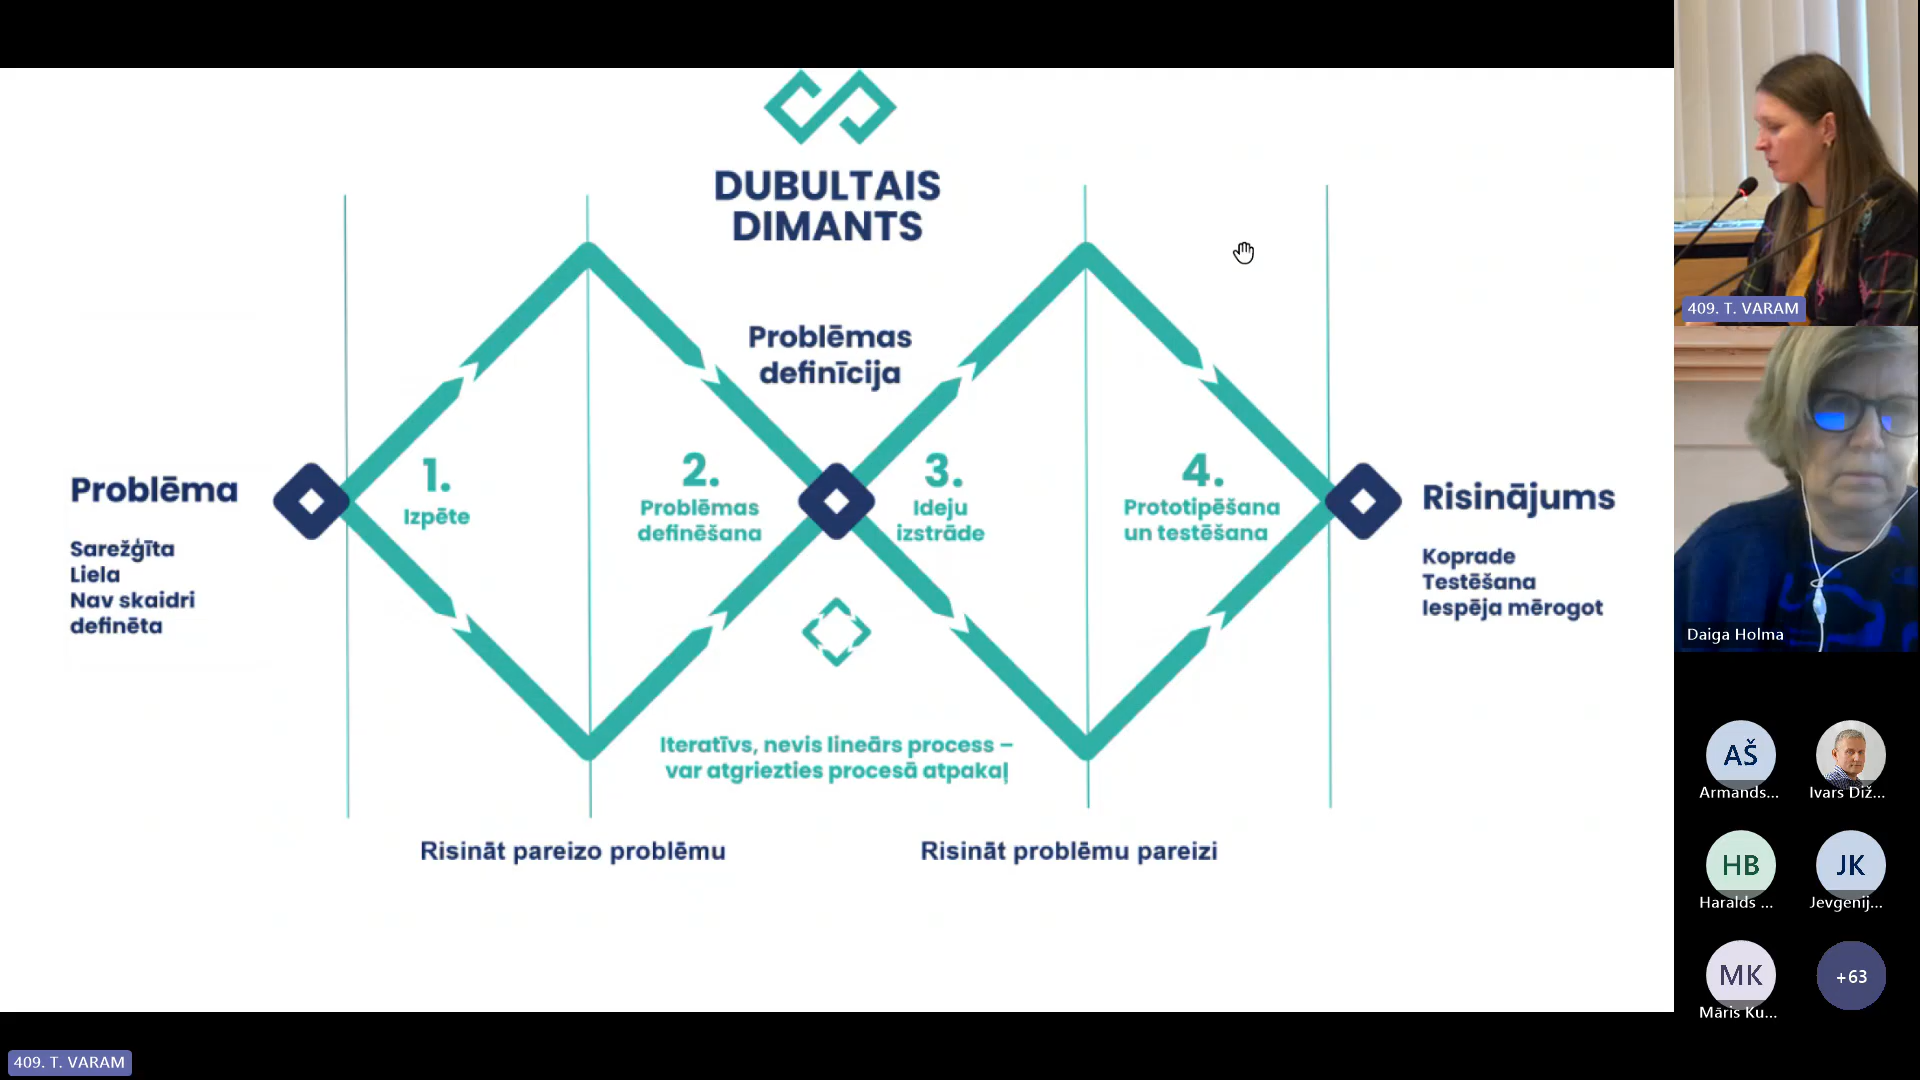 DUBULTAIS
DIMANTS
Problēmas
definīcija
Problēma
Sarežģīta
Liela
Nav skaidri
definēta
1.
Izpēte
2.
Problēmas
definēšana
3.
Ideju
izstrāde
4.
Prototipēšana
un testēšana
Risinājums
Koprade
Testēšana
Iespēja mērogot
Iteratīvs, nevis lineārs process –
var atgriezties procesā atpakaļ
Risināt pareizo problēmu
Risināt problēmu pareizi
409. T. VARAM
Daiga Holma
AŠ
Armands...
Ivars Diž...
HB
Haralds ...
JK
Jevgenij...
MK
Māris Ku...
+63
409. T. VARAM